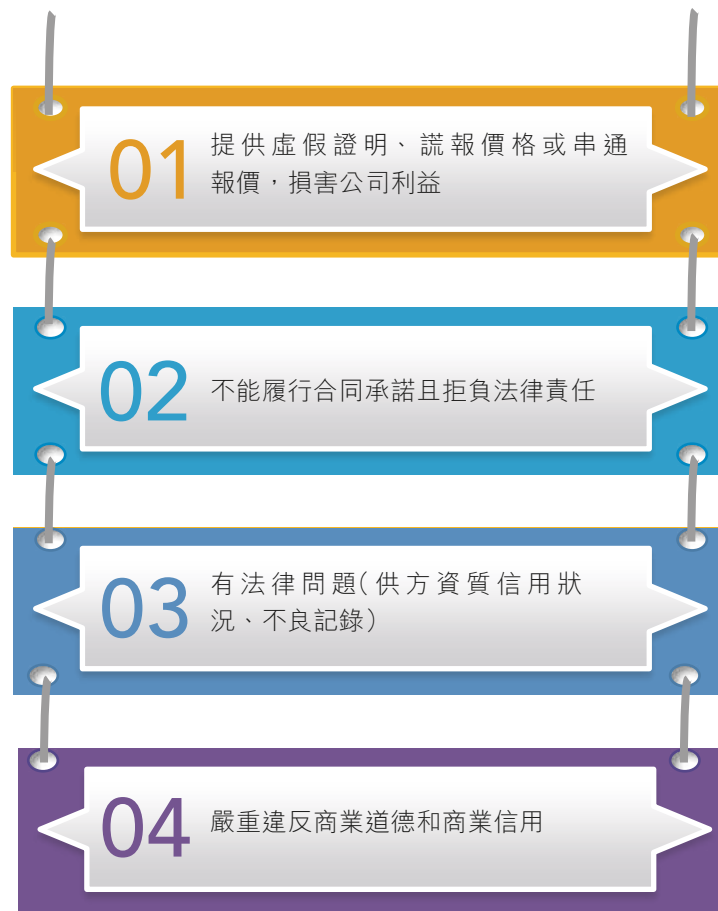 01
提供虛假證明、謊報價格或串通
報價，損害公司利益
02
不能履行合同承諾且拒負法律責任
03
有法律問題（供方資質信用狀
況、不良記錄）
04
嚴重違反商業道德和商業信用